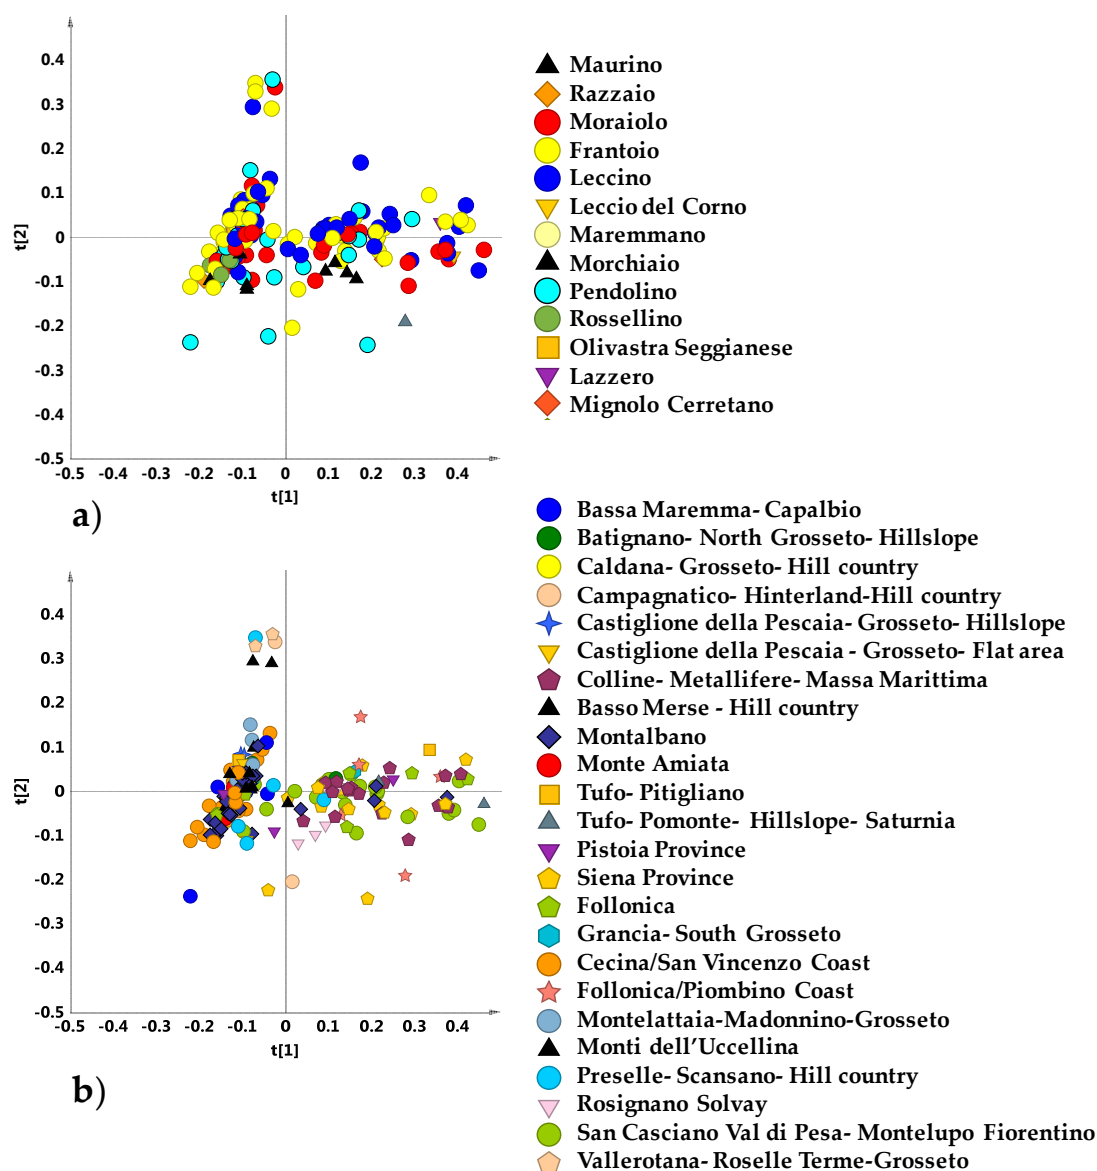 0.4
0.3
0.2
0.1
0
-0.1
-0.2
-0.3
-0.4
-0.5
t[2]
-0.5 -0.4 -0.3 -0.2 -0.1 0 0.1 0.2 0.3 0.4
t[1]
a)
Maurino
Razzaio
Moraiolo
Frantoio
Leccino
Leccio del Corno
Maremmano
Morchiaio
Pendolino
Rossellino
Olivastra Seggianese
Lazzero
Mignolo Cerretano
0.4
0.3
0.2
0.1
0
-0.1
-0.2
-0.3
-0.4
-0.5
t[2]
-0.5 -0.4 -0.3 -0.2 -0.1 0 0.1 0.2 0.3 0.4
t[1]
b)
Bassa Maremma- Capalbio
Batignano- North Grosseto- Hillslope
Caldana- Grosseto- Hill country
Campagnatico- Hinterland-Hill country
Castiglione della Pescaia- Grosseto- Hillslope
Castiglione della Pescaia - Grosseto- Flat area
Colline- Metallifere- Massa Marittima
Basso Merse - Hill country
Montalbano
Monte Amiata
Tufo- Pitigliano
Tufo- Pomonte- Hillslope- Saturnia
Pistoia Province
Siena Province
Follonica
Grancia- South Grosseto
Cecina/San Vincenzo Coast
Follonica/Piombino Coast
Montelattaia-Madonnino-Grosseto
Monti dell'Uccellina
Preselle- Scansano- Hill country
Rosignano Solvay
San Casciano Val di Pesa- Montelupo Fiorentino
Vallerotana- Roselle Terme-Grosseto